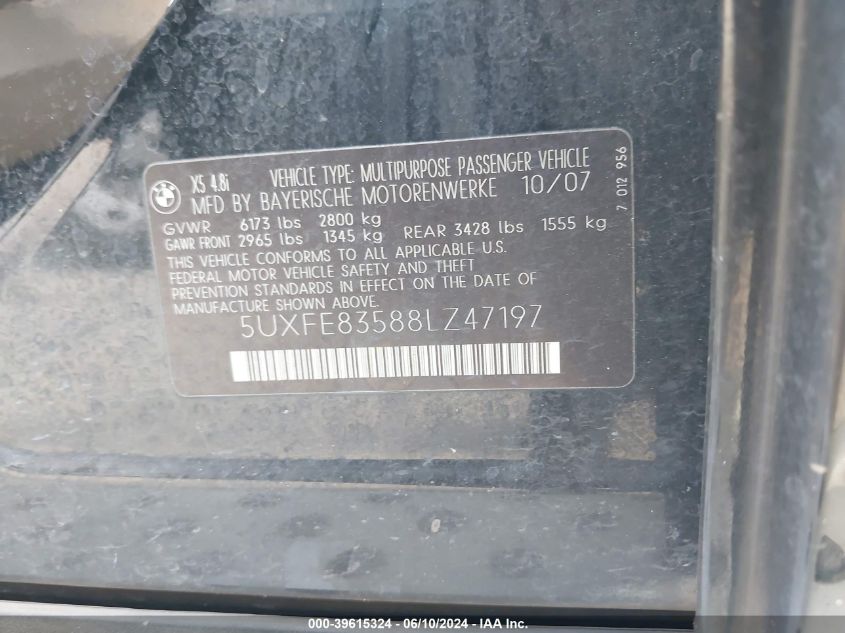 X5 4.8i VEHICLE TYPE: MULTIPURPOSE PASSENGER VEHICLE
MFD BY BAYERISCHE MOTORENWERKE 10/07
GVWR 6173 lbs 2800 kg
GAWR FRONT 2965 lbs 1345 kg REAR 3428 lbs 1555 kg
THIS VEHICLE CONFORMS TO ALL APPLICABLE U.S.
FEDERAL MOTOR VEHICLE SAFETY AND THEFT
PREVENTION STANDARDS IN EFFECT ON THE DATE OF
MANUFACTURE SHOWN ABOVE.
5UXFE83588LZ47197
7 012 956
000-39615324 - 06/10/2024 - IAA Inc.